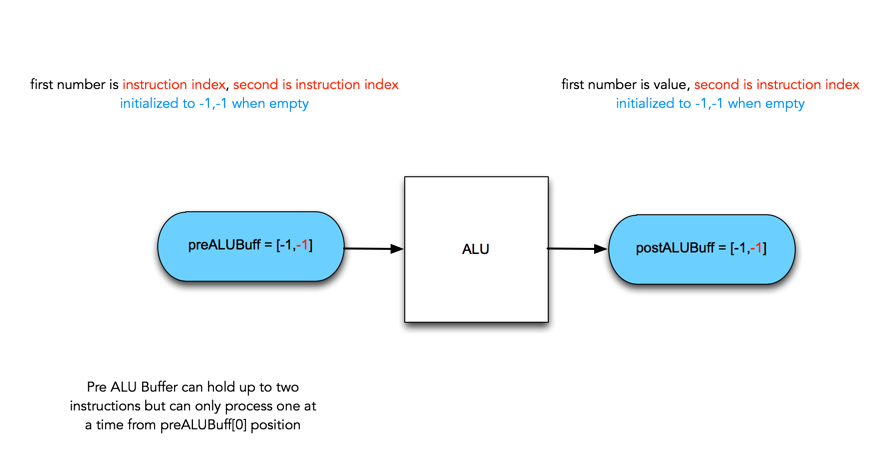 first number is instruction index, second is instruction index
initialized to -1,-1 when empty
first number is value, second is instruction index
initialized to -1,-1 when empty
preALUBuff = [-1,-1]
ALU
postALUBuff = [-1,-1]
Pre ALU Buffer can hold up to two
instructions but can only process one at
a time from preALUBuff[0] position